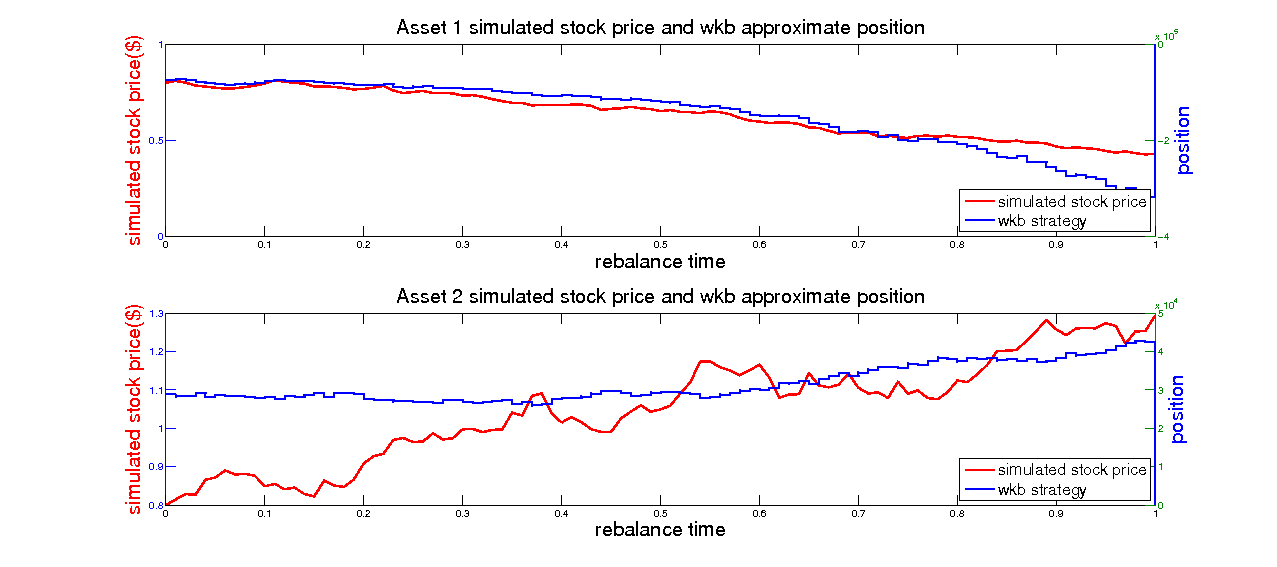 Asset 1 simulated stock price and wkb approximate position
x 10^5
simulated stock price($)
1
0.5
0
0
-2
-4
position
simulated stock price
wkb strategy
0 0.1 0.2 0.3 0.4 0.5 0.6 0.7 0.8 0.9 1
rebalance time
Asset 2 simulated stock price and wkb approximate position
x 10^4
simulated stock price($)
1.3
1.2
1.1
1
0.9
0.8
5
4
3
2
1
0
position
simulated stock price
wkb strategy
0 0.1 0.2 0.3 0.4 0.5 0.6 0.7 0.8 0.9 1
rebalance time